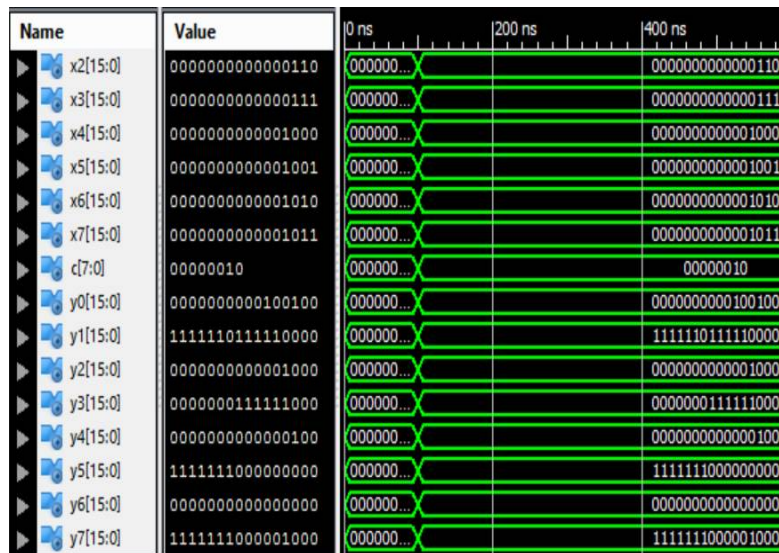 Name Value 0 ns 200 ns 400 ns
x2[15:0] 0000000000000110 000000... 0000000000000110
x3[15:0] 0000000000000111 000000... 0000000000000111
x4[15:0] 0000000000001000 000000... 0000000000001000
x5[15:0] 0000000000001001 000000... 0000000000001001
x6[15:0] 0000000000001010 000000... 0000000000001010
x7[15:0] 0000000000001011 000000... 0000000000001011
c[7:0] 00000010 000000... 00000010
y0[15:0] 0000000000100100 000000... 0000000000100100
y1[15:0] 1111110111110000 000000... 1111110111110000
y2[15:0] 0000000000001000 000000... 0000000000001000
y3[15:0] 0000000111111000 000000... 0000000111111000
y4[15:0] 0000000000000100 000000... 0000000000000100
y5[15:0] 1111111000000000 000000... 1111111000000000
y6[15:0] 0000000000000000 000000... 0000000000000000
y7[15:0] 1111111000001000 000000... 1111111000001000